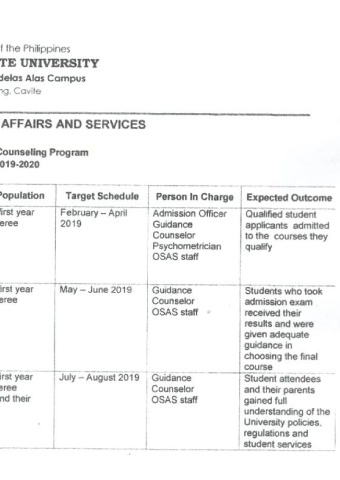 f the Philippines
TE UNIVERSITY
delas Alas Campus
ng, Cavite
AFFAIRS AND SERVICES
Counseling Program
2019-2020
Population Target Schedule Person In Charge Expected Outcome
first year
eree
February – April
2019
Admission Officer
Guidance
Counselor
Psychometrician
OSAS staff
Qualified student
applicants admitted
to the courses they
qualify
first year
eree
May – June 2019
Guidance
Counselor
OSAS staff
Students who took
admission exam
received their
results and were
given adequate
guidance in
choosing the final
course
first year
eree
nd their
July – August 2019
Guidance
Counselor
OSAS staff
Student attendees
and their parents
gained full
understanding of the
University policies,
regulations and
student services